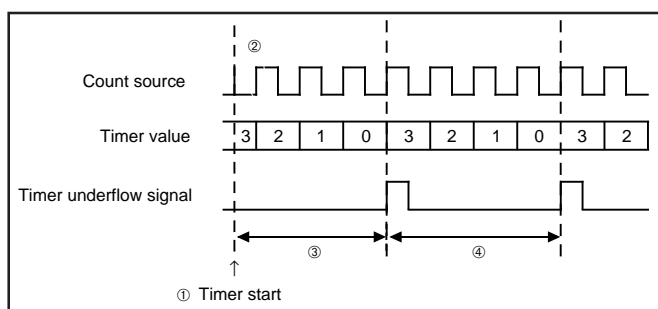 ②
Count source
Timer value 3 2 1 0 3 2 1 0 3 2
Timer underflow signal
③ ④
↑
① Timer start